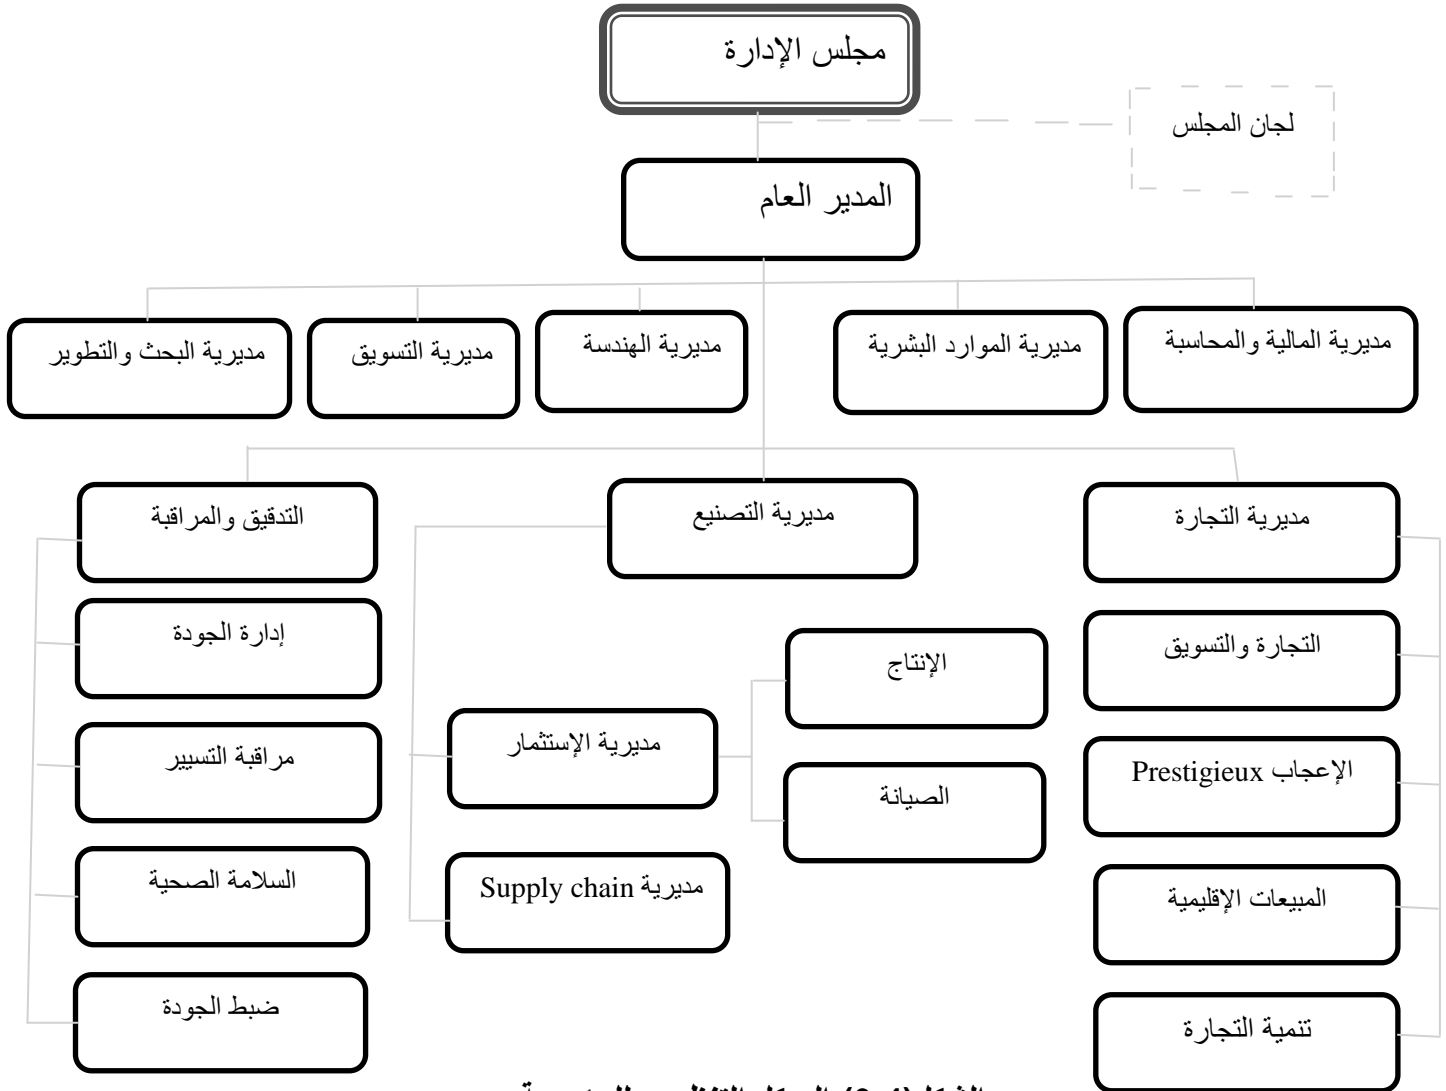 مجلس الإدارة
لجان المجلس
المدير العام
مديرية المالية والمحاسبة
مديرية الموارد البشرية
مديرية الهندسة
مديرية التسويق
مديرية البحث والتطوير
مديرية التجارة
مديرية التصنيع
التدقيق والمراقبة
التجارة والتسويق
الإنتاج
إدارة الجودة
الإعجاب Prestigieux
مديرية الإستثمار
مراقبة التسيير
الصيانة
المبيعات الإقليمية
مديرية Supply chain
السلامة الصحية
تنمية التجارة
ضبط الجودة